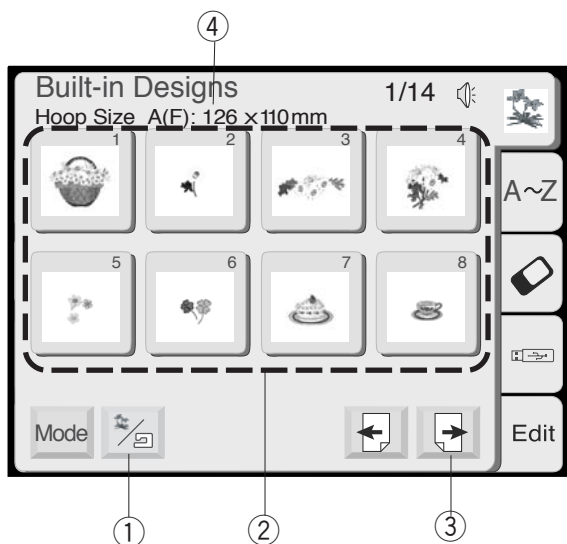 ④
Built-in Designs 1/14
Hoop Size A(F): 126 ×110 mm
1 2 3 4
A~Z
5 6 7 8
Mode Edit
① ② ③